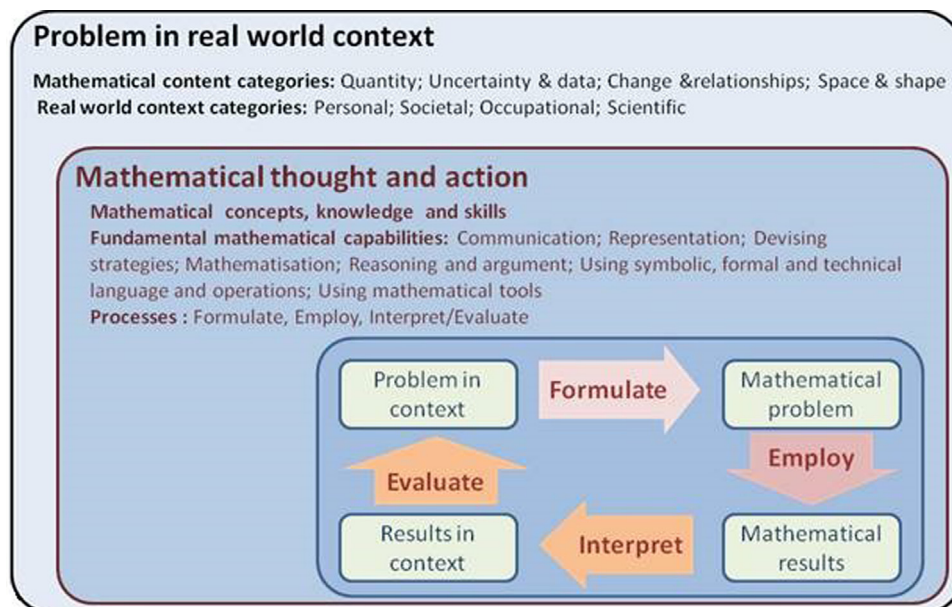 Problem in real world context
Mathematical content categories: Quantity; Uncertainty & data; Change &relationships; Space & shape
Real world context categories: Personal; Societal; Occupational; Scientific
Mathematical thought and action
Mathematical concepts, knowledge and skills
Fundamental mathematical capabilities: Communication; Representation; Devising
strategies; Mathematisation; Reasoning and argument; Using symbolic, formal and technical
language and operations; Using mathematical tools
Processes : Formulate, Employ, Interpret/Evaluate
Problem in
context
Formulate
Mathematical
problem
Employ
Evaluate
Results in
context
Interpret
Mathematical
results